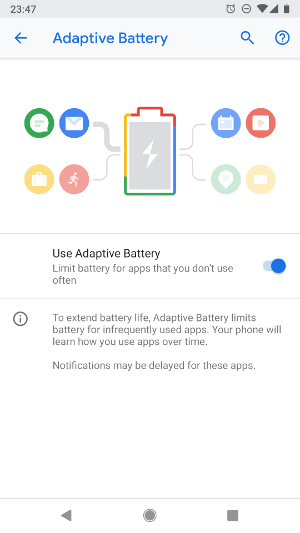 23:47
Adaptive Battery
Use Adaptive Battery
Limit battery for apps that you don't use
often
To extend battery life, Adaptive Battery limits
battery for infrequently used apps. Your phone will
learn how you use apps over time.
Notifications may be delayed for these apps.